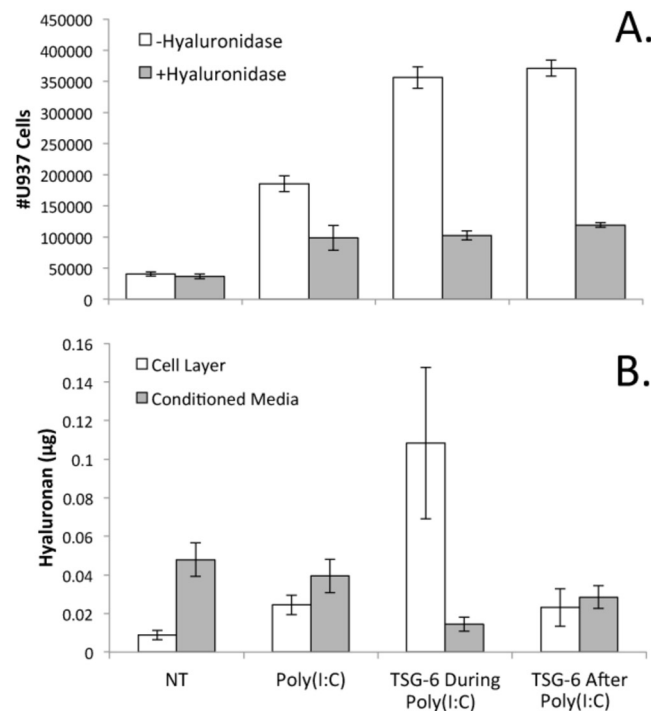 A.
-Hyaluronidase
+Hyaluronidase
#U937 Cells
450000
400000
350000
300000
250000
200000
150000
100000
50000
0
B.
Cell Layer
Conditioned Media
Hyaluronan (µg)
0.16
0.14
0.12
0.1
0.08
0.06
0.04
0.02
0
NT
Poly(I:C)
TSG-6 During
Poly(I:C)
TSG-6 After
Poly(I:C)